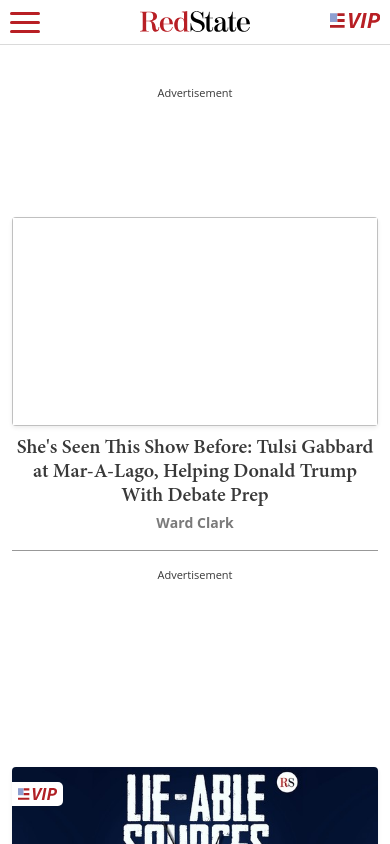 RedState
VIP
Advertisement
She's Seen This Show Before: Tulsi Gabbard
at Mar-A-Lago, Helping Donald Trump
With Debate Prep
Ward Clark
Advertisement
VIP
RS
LIE-ABLE
SOURCES